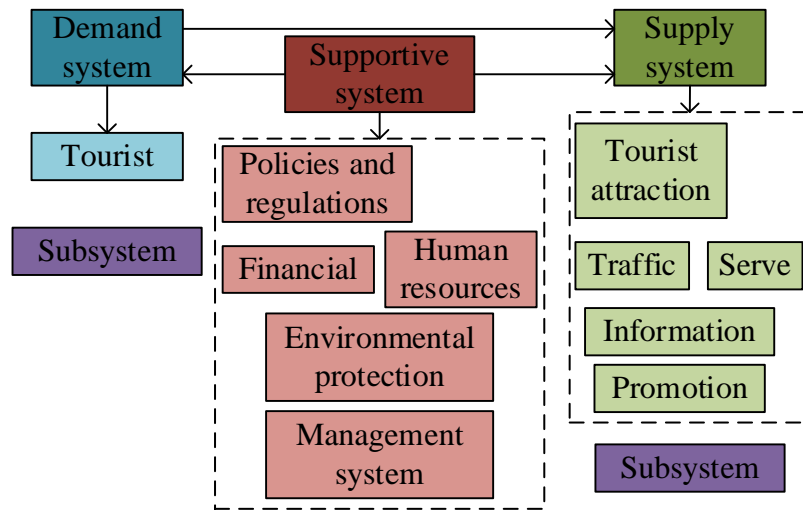 Demand
system
Supportive
system
Supply
system
Tourist
Subsystem
Policies and
regulations
Financial
Human
resources
Environmental
protection
Management
system
Tourist
attraction
Traffic
Serve
Information
Promotion
Subsystem